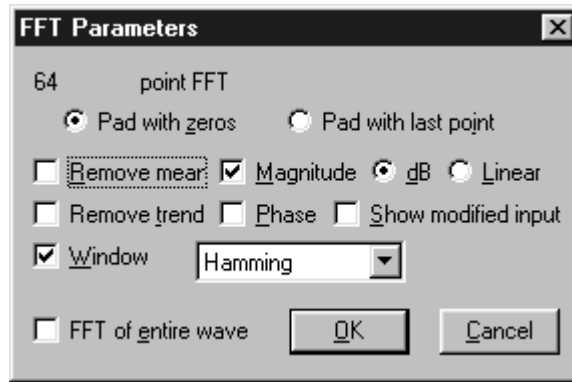 FFT Parameters
64 point FFT
Pad with zeros Pad with last point
Remove mear Magnitude dB Linear
Remove trend Phase Show modified input
Window Hamming
FFT of entire wave OK Cancel